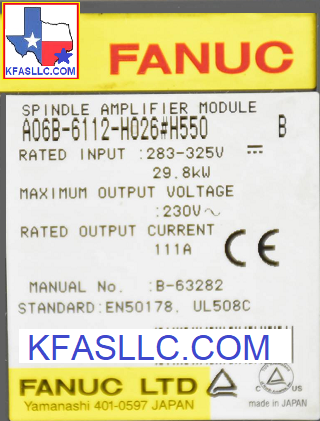 KFASLLC.COM
FANUC
SPINDLE AMPLIFIER MODULE
A06B-6112-H026#H550 B
RATED INPUT :283-325V
29.8kW
MAXIMUM OUTPUT VOLTAGE
:230V～
RATED OUTPUT CURRENT
111A
CE
MANUAL No. :B-63282
STANDARD:EN50178, UL508C
KFASLLC.COM
FANUC LTD
C US
Yamanashi 401-0597 JAPAN
made in JAPAN